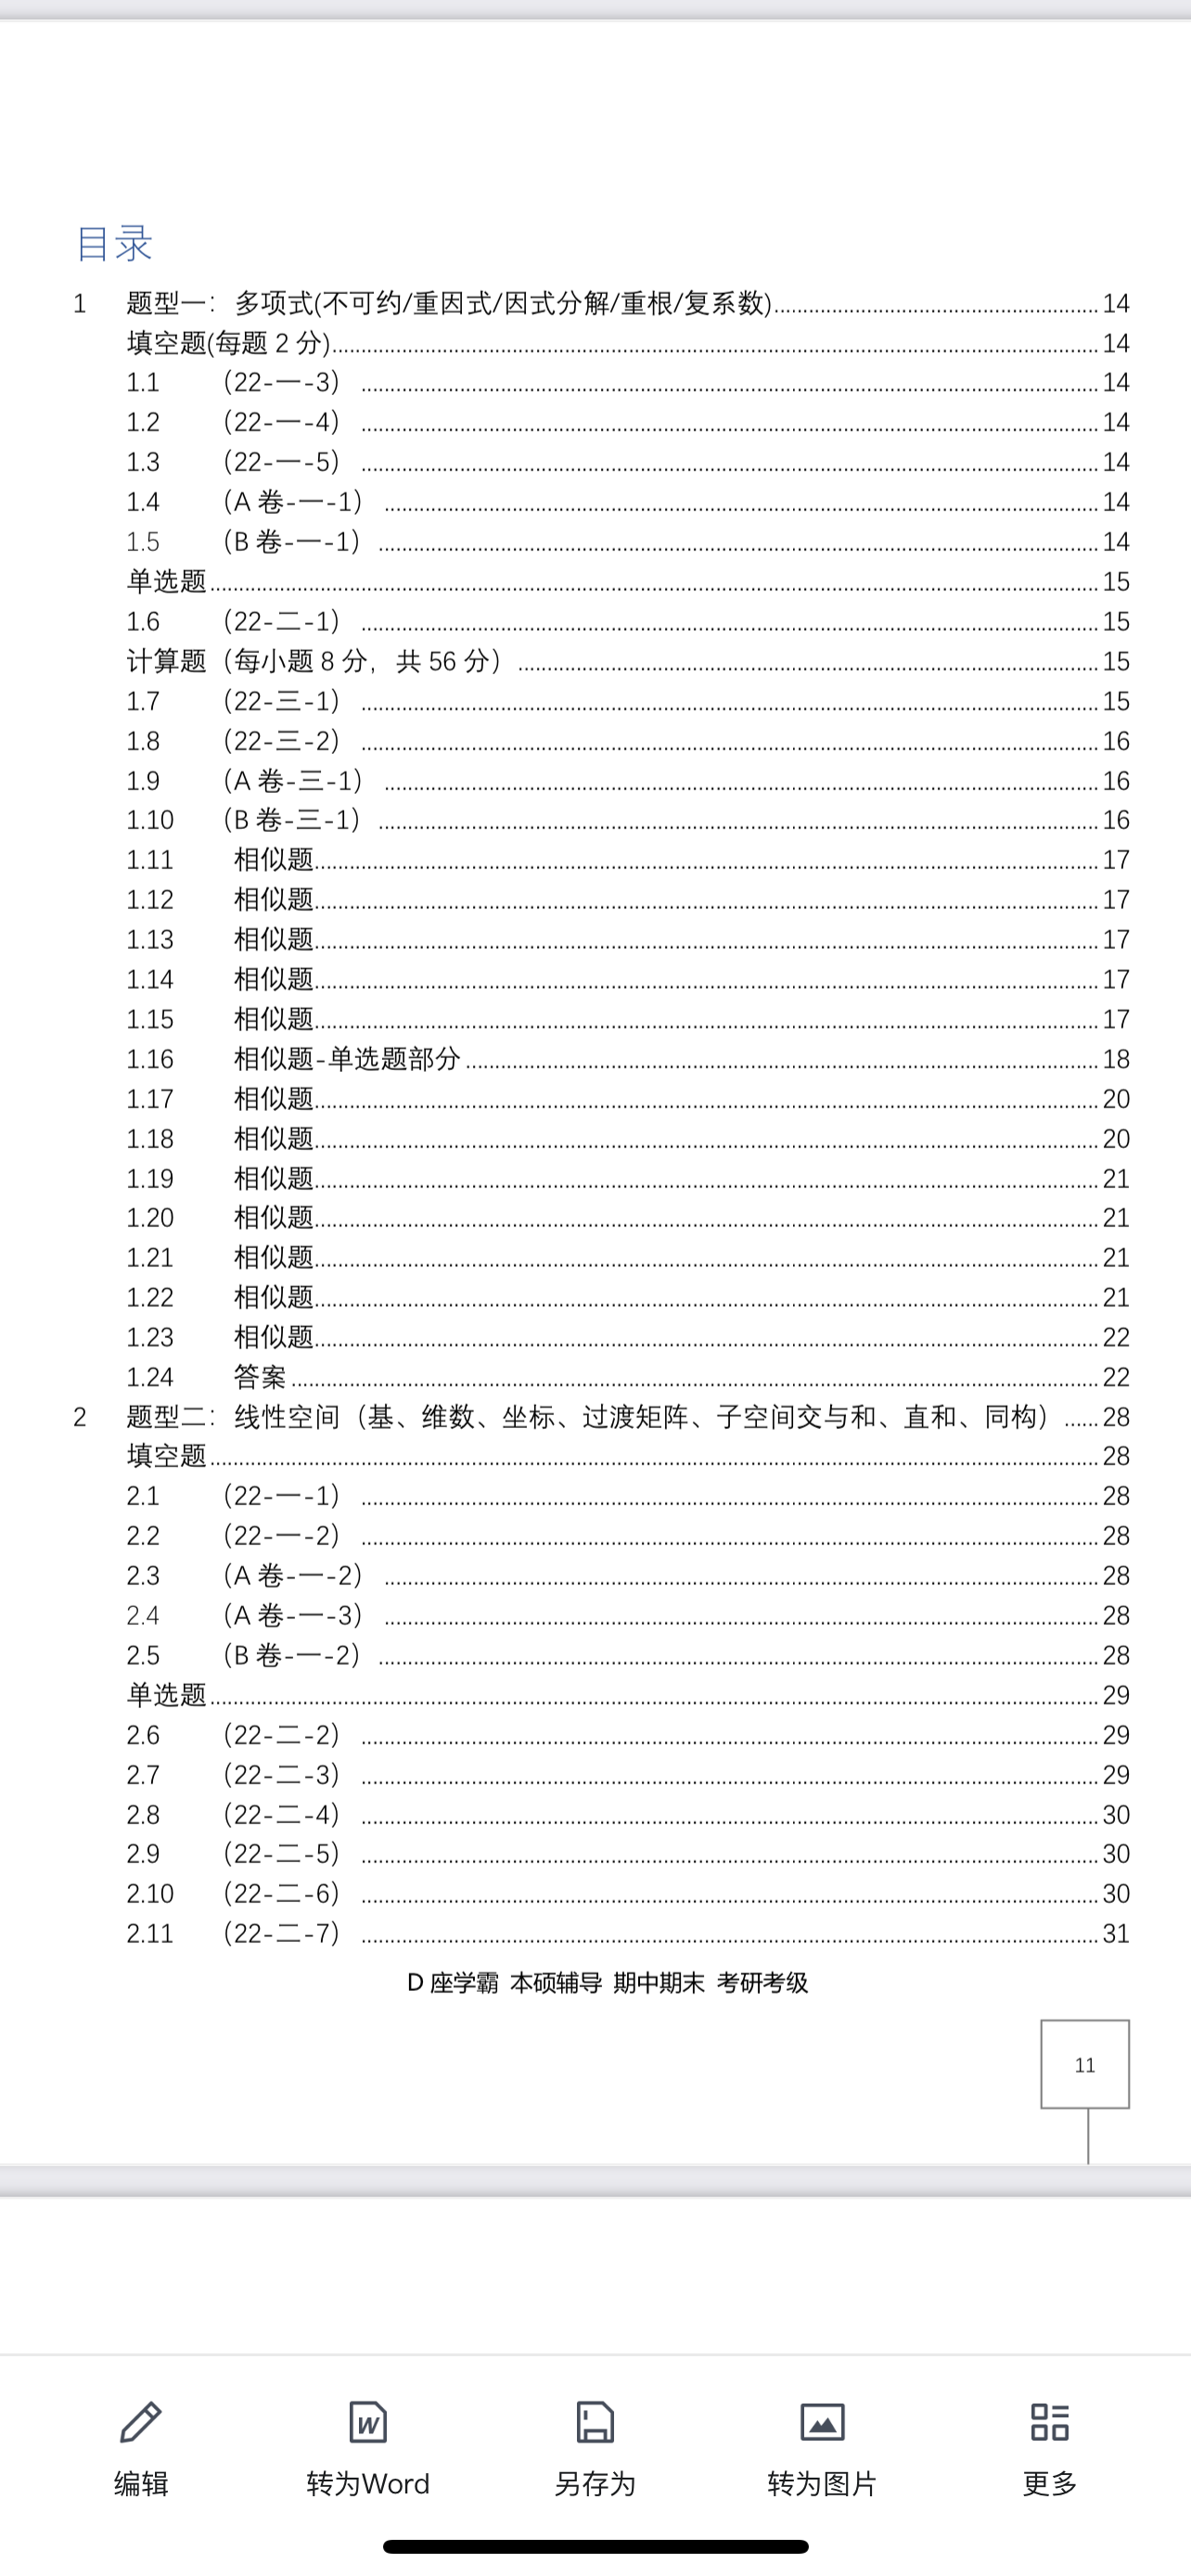 目录
1 题型一：多项式(不可约/重因式/因式分解/重根/复系数)........ 14
填空题(每题 2 分)........ 14
1.1 （22-一-3）........ 14
1.2 （22-一-4）........ 14
1.3 （22-一-5）........ 14
1.4 （A 卷-一-1）........ 14
1.5 （B 卷-一-1）........ 14
单选题........ 15
1.6 （22-二-1）........ 15
计算题（每小题 8 分，共 56 分）........ 15
1.7 （22-三-1）........ 15
1.8 （22-三-2）........ 16
1.9 （A 卷-三-1）........ 16
1.10 （B 卷-三-1）........ 16
1.11 相似题........ 17
1.12 相似题........ 17
1.13 相似题........ 17
1.14 相似题........ 17
1.15 相似题........ 17
1.16 相似题-单选题部分........ 18
1.17 相似题........ 20
1.18 相似题........ 20
1.19 相似题........ 21
1.20 相似题........ 21
1.21 相似题........ 21
1.22 相似题........ 21
1.23 相似题........ 22
1.24 答案........ 22
2 题型二：线性空间（基、维数、坐标、过渡矩阵、子空间交与和、直和、同构）...... 28
填空题........ 28
2.1 （22-一-1）........ 28
2.2 （22-一-2）........ 28
2.3 （A 卷-一-2）........ 28
2.4 （A 卷-一-3）........ 28
2.5 （B 卷-一-2）........ 28
单选题........ 29
2.6 （22-二-2）........ 29
2.7 （22-二-3）........ 29
2.8 （22-二-4）........ 30
2.9 （22-二-5）........ 30
2.10 （22-二-6）........ 30
2.11 （22-二-7）........ 31
D 座学霸 本硕辅导 期中期末 考研考级
11
编辑 转为Word 另存为 转为图片 更多